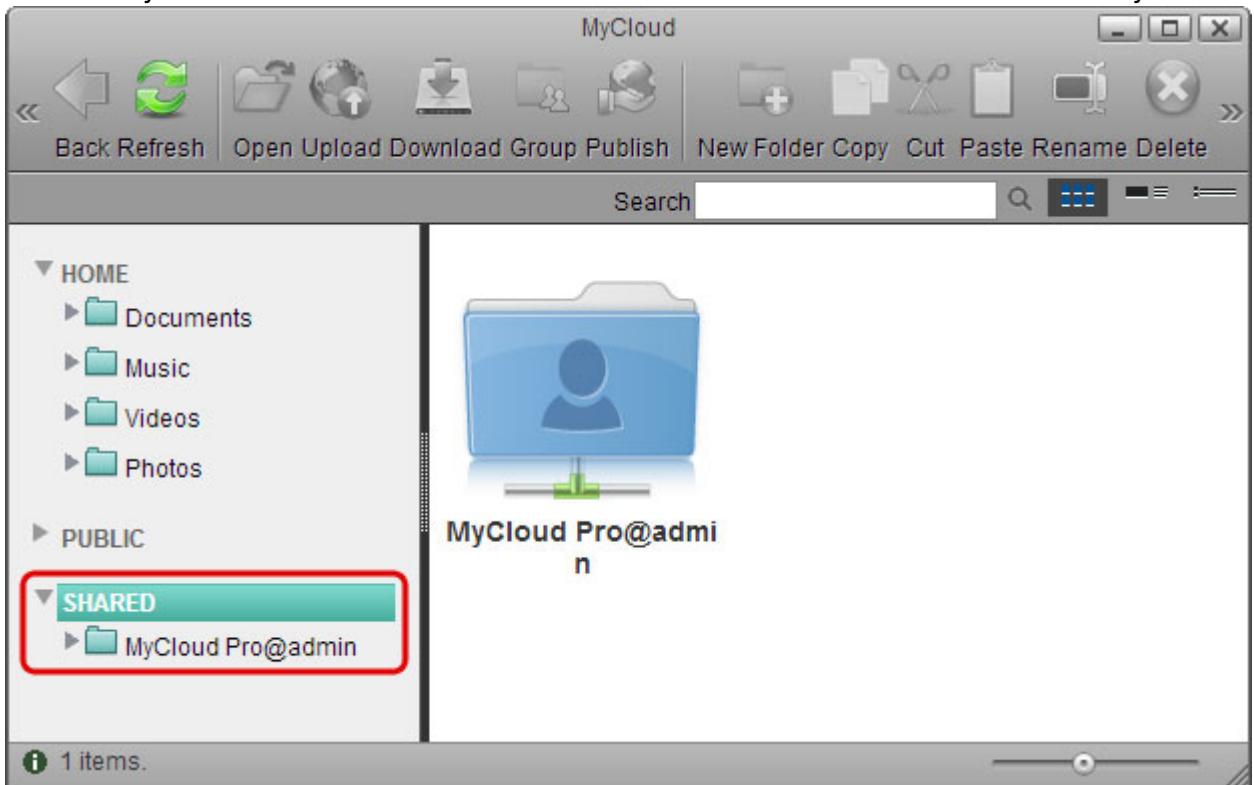 MyCloud
Back Refresh Open Upload Download Group Publish New Folder Copy Cut Paste Rename Delete
Search
HOME
Documents
Music
Videos
Photos
PUBLIC
SHARED
MyCloud Pro@admin
MyCloud Pro@admi
n
1 items.